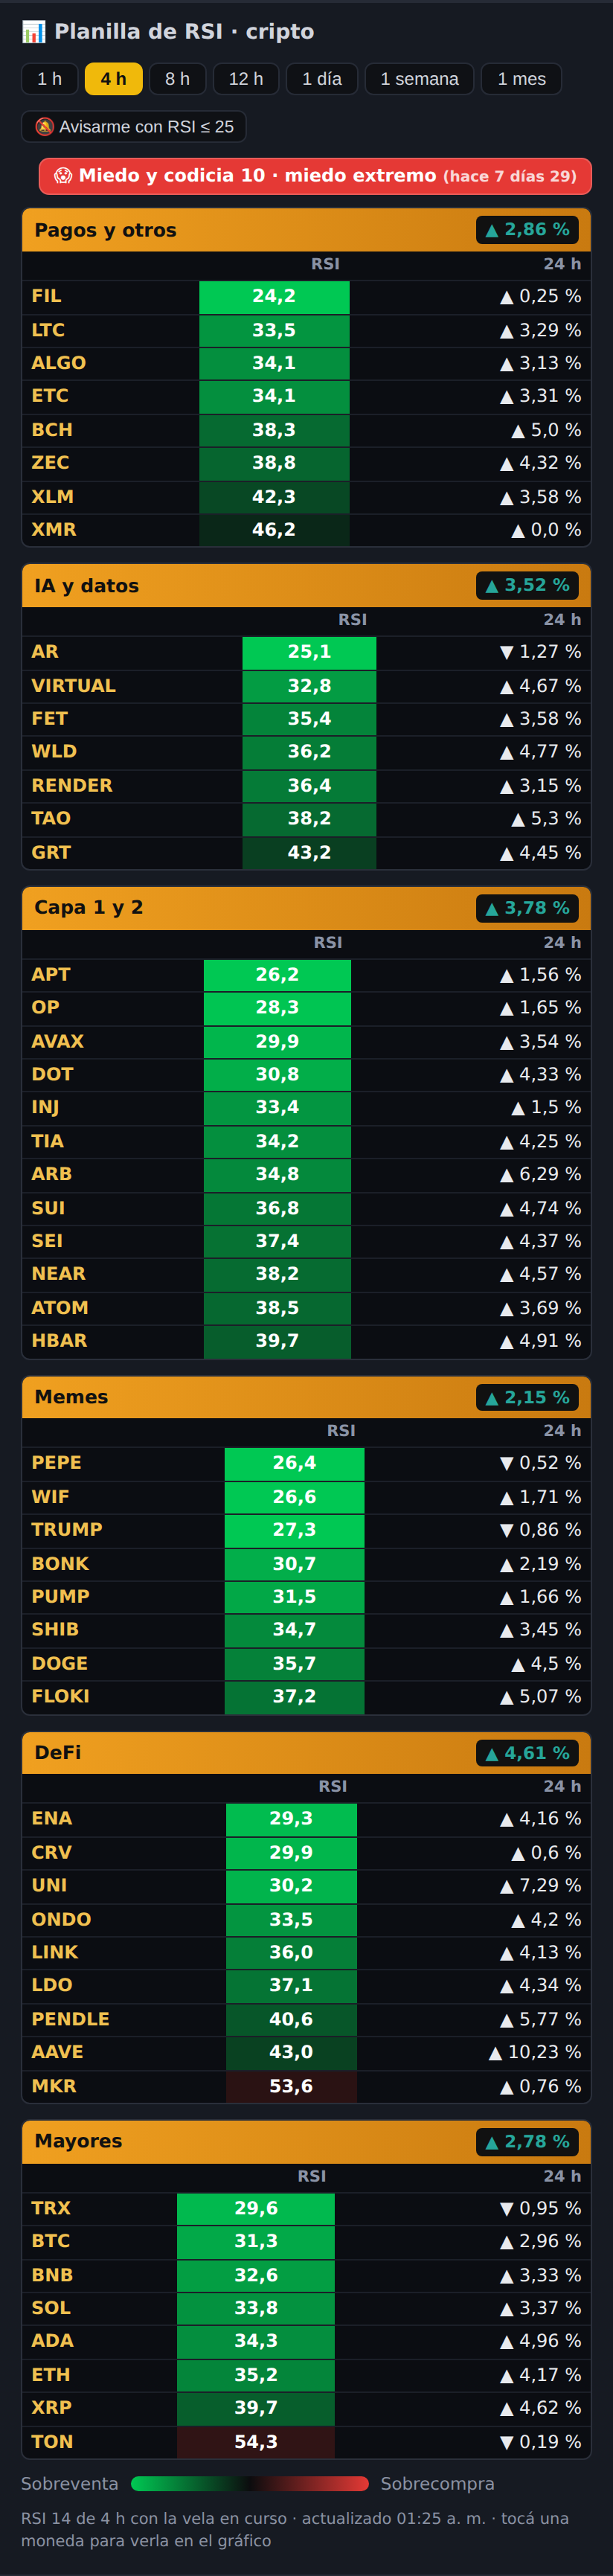 📊 Planilla de RSI · cripto
1 h 4 h 8 h 12 h 1 día 1 semana 1 mes
🔕 Avisarme con RSI ≤ 25
😱 Miedo y codicia 10 · miedo extremo (hace 7 días 29)
Pagos y otros ▲ 2,86 %
RSI 24 h
FIL 24,2 ▲ 0,25 %
LTC 33,5 ▲ 3,29 %
ALGO 34,1 ▲ 3,13 %
ETC 34,1 ▲ 3,31 %
BCH 38,3 ▲ 5,0 %
ZEC 38,8 ▲ 4,32 %
XLM 42,3 ▲ 3,58 %
XMR 46,2 ▲ 0,0 %
IA y datos ▲ 3,52 %
RSI 24 h
AR 25,1 ▼ 1,27 %
VIRTUAL 32,8 ▲ 4,67 %
FET 35,4 ▲ 3,58 %
WLD 36,2 ▲ 4,77 %
RENDER 36,4 ▲ 3,15 %
TAO 38,2 ▲ 5,3 %
GRT 43,2 ▲ 4,45 %
Capa 1 y 2 ▲ 3,78 %
RSI 24 h
APT 26,2 ▲ 1,56 %
OP 28,3 ▲ 1,65 %
AVAX 29,9 ▲ 3,54 %
DOT 30,8 ▲ 4,33 %
INJ 33,4 ▲ 1,5 %
TIA 34,2 ▲ 4,25 %
ARB 34,8 ▲ 6,29 %
SUI 36,8 ▲ 4,74 %
SEI 37,4 ▲ 4,37 %
NEAR 38,2 ▲ 4,57 %
ATOM 38,5 ▲ 3,69 %
HBAR 39,7 ▲ 4,91 %
Memes ▲ 2,15 %
RSI 24 h
PEPE 26,4 ▼ 0,52 %
WIF 26,6 ▲ 1,71 %
TRUMP 27,3 ▼ 0,86 %
BONK 30,7 ▲ 2,19 %
PUMP 31,5 ▲ 1,66 %
SHIB 34,7 ▲ 3,45 %
DOGE 35,7 ▲ 4,5 %
FLOKI 37,2 ▲ 5,07 %
DeFi ▲ 4,61 %
RSI 24 h
ENA 29,3 ▲ 4,16 %
CRV 29,9 ▲ 0,6 %
UNI 30,2 ▲ 7,29 %
ONDO 33,5 ▲ 4,2 %
LINK 36,0 ▲ 4,13 %
LDO 37,1 ▲ 4,34 %
PENDLE 40,6 ▲ 5,77 %
AAVE 43,0 ▲ 10,23 %
MKR 53,6 ▲ 0,76 %
Mayores ▲ 2,78 %
RSI 24 h
TRX 29,6 ▼ 0,95 %
BTC 31,3 ▲ 2,96 %
BNB 32,6 ▲ 3,33 %
SOL 33,8 ▲ 3,37 %
ADA 34,3 ▲ 4,96 %
ETH 35,2 ▲ 4,17 %
XRP 39,7 ▲ 4,62 %
TON 54,3 ▼ 0,19 %
Sobreventa Sobrecompra
RSI 14 de 4 h con la vela en curso · actualizado 01:25 a. m. · tocá una
moneda para verla en el gráfico